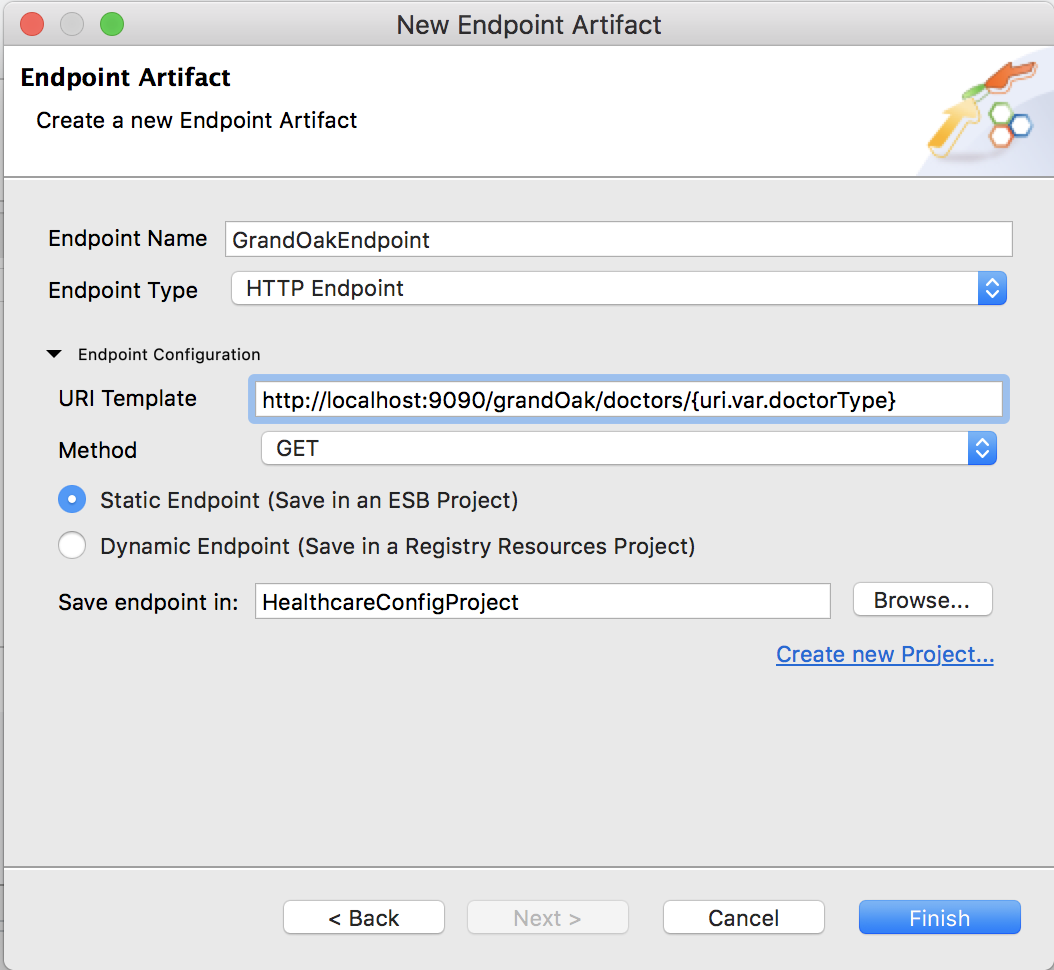 New Endpoint Artifact
Endpoint Artifact
Create a new Endpoint Artifact
Endpoint Name GrandOakEndpoint
Endpoint Type HTTP Endpoint
Endpoint Configuration
URI Template http://localhost:9090/grandOak/doctors/{uri.var.doctorType}
Method GET
Static Endpoint (Save in an ESB Project)
Dynamic Endpoint (Save in a Registry Resources Project)
Save endpoint in: HealthcareConfigProject Browse...
Create new Project...
< Back Next > Cancel Finish